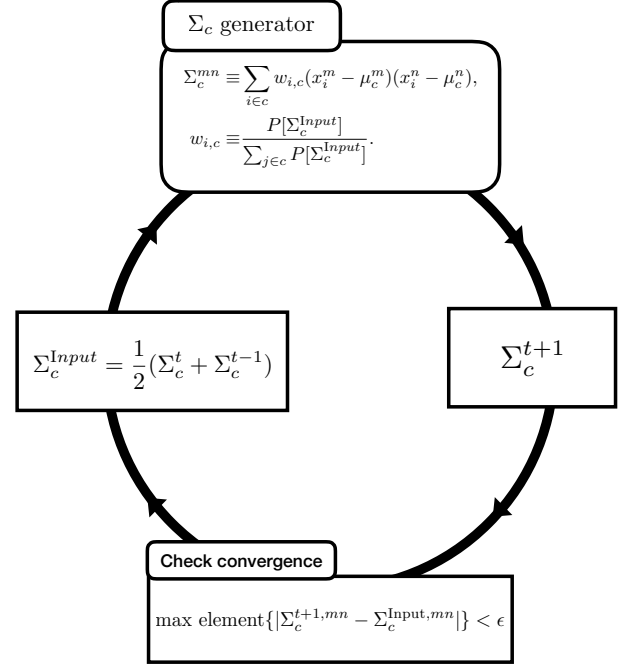 Σ_c generator
Σ_c^{mn} ≡ ∑_{i∈c} w_{i,c}(x_i^m − μ_c^m)(x_i^n − μ_c^n),
w_{i,c} ≡ P[Σ_c^{Input}] / ∑_{j∈c} P[Σ_c^{Input}].
Σ_c^{Input} = 1/2(Σ_c^t + Σ_c^{t−1})
Σ_c^{t+1}
Check convergence
max element{|Σ_c^{t+1,mn} − Σ_c^{Input,mn}|} < ϵ